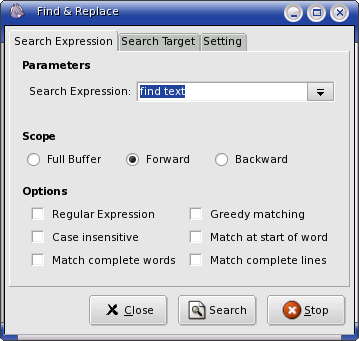 Find & Replace
Search Expression Search Target Setting
Parameters
Search Expression: find text
Scope
Full Buffer Forward Backward
Options
Regular Expression Greedy matching
Case insensitive Match at start of word
Match complete words Match complete lines
Close Search Stop